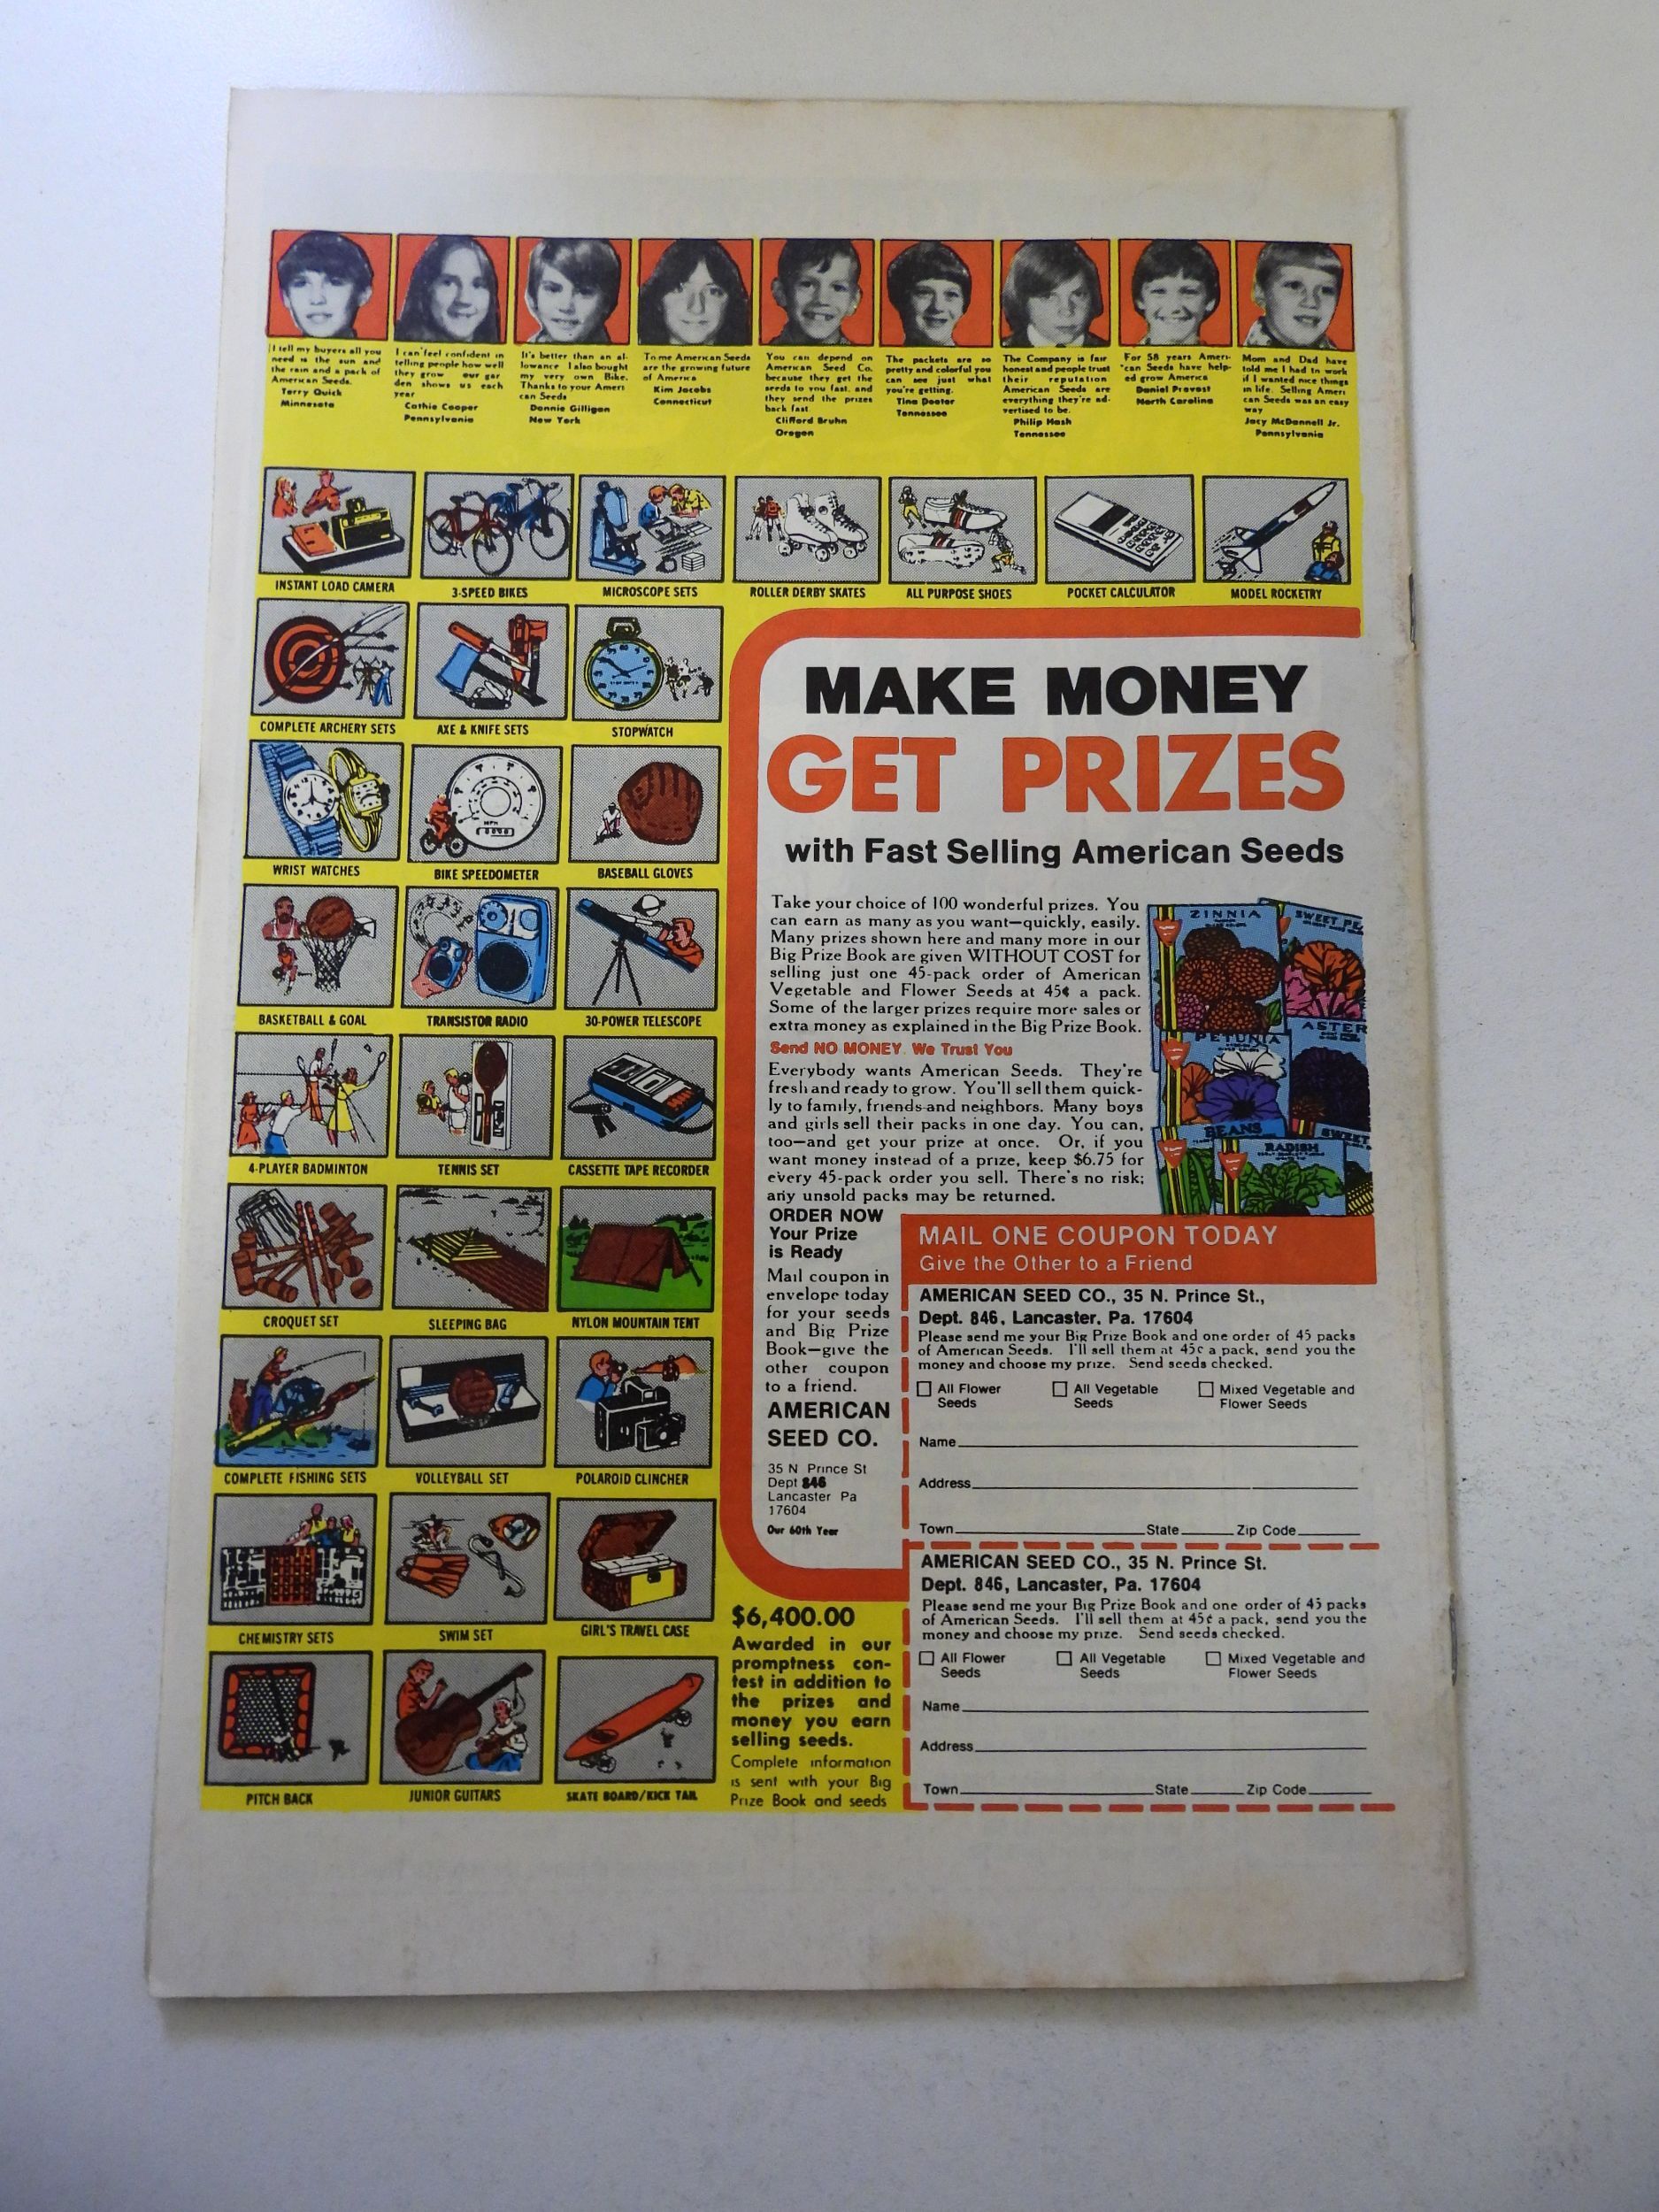 I tell my buyers all you
need is the sun and
the rain and a pack of
American Seeds.
Terry Quick
Minnesota
I can feel confident in
telling people how well
they grow our gar
den shows us each
year
Cathie Cooper
Pennsylvania
It's better than an al-
lowance I also bought
my very own Bike.
Thanks to your Ameri
can Seeds
Donnie Gilligan
New York
To me American Seeds
are the growing future
of America
Kim Jacobs
Connecticut
You can depend on
American Seed Co.
because they get the
seeds to you fast, and
they send the prizes
back fast
Clifford Bruhn
Oregon
The packets are so
pretty and colorful you
can see just what
you're getting.
Tina Deeter
Tennessee
The Company is fair
honest and people trust
their reputation
American Seeds are
everything they're ad-
vertised to be.
Philip Hash
Tennessee
For 58 years Ameri-
can Seeds have help-
ed grow America
Daniel Provost
North Carolina
Mom and Dad have
told me I had to work
if I wanted nice things
in life. Selling Ameri
can Seeds was an easy
way
Jacy McDannell Jr.
Pennsylvania
INSTANT LOAD CAMERA
3-SPEED BIKES
MICROSCOPE SETS
ROLLER DERBY SKATES
ALL PURPOSE SHOES
POCKET CALCULATOR
MODEL ROCKETRY
COMPLETE ARCHERY SETS
AXE & KNIFE SETS
STOPWATCH
WRIST WATCHES
BIKE SPEEDOMETER
BASEBALL GLOVES
BASKETBALL & GOAL
TRANSISTOR RADIO
30-POWER TELESCOPE
4-PLAYER BADMINTON
TENNIS SET
CASSETTE TAPE RECORDER
CROQUET SET
SLEEPING BAG
NYLON MOUNTAIN TENT
COMPLETE FISHING SETS
VOLLEYBALL SET
POLAROID CLINCHER
CHEMISTRY SETS
SWIM SET
GIRL'S TRAVEL CASE
PITCH BACK
JUNIOR GUITARS
SKATE BOARD/KICK TAIL
MAKE MONEY
GET PRIZES
with Fast Selling American Seeds
Take your choice of 100 wonderful prizes. You
can earn as many as you want—quickly, easily.
Many prizes shown here and many more in our
Big Prize Book are given WITHOUT COST for
selling just one 45-pack order of American
Vegetable and Flower Seeds at 45¢ a pack.
Some of the larger prizes require more sales or
extra money as explained in the Big Prize Book.
Send NO MONEY. We Trust You
Everybody wants American Seeds. They're
fresh and ready to grow. You'll sell them quick-
ly to family, friends and neighbors. Many boys
and girls sell their packs in one day. You can,
too—and get your prize at once. Or, if you
want money instead of a prize, keep $6.75 for
every 45-pack order you sell. There's no risk;
any unsold packs may be returned.
ZINNIA
SWEET PE
PETUNIA
ASTER
BEANS
RADISH
SWEET
ORDER NOW
Your Prize
is Ready
Mail coupon in
envelope today
for your seeds
and Big Prize
Book—give the
other coupon
to a friend.
AMERICAN
SEED CO.
35 N Prince St
Dept 846
Lancaster Pa
17604
Our 60th Year
MAIL ONE COUPON TODAY
Give the Other to a Friend
AMERICAN SEED CO., 35 N. Prince St.,
Dept. 846, Lancaster, Pa. 17604
Please send me your Big Prize Book and one order of 45 packs
of American Seeds. I'll sell them at 45¢ a pack, send you the
money and choose my prize. Send seeds checked.
All Flower Seeds
All Vegetable Seeds
Mixed Vegetable and Flower Seeds
Name
Address
Town State Zip Code
AMERICAN SEED CO., 35 N. Prince St.
Dept. 846, Lancaster, Pa. 17604
Please send me your Big Prize Book and one order of 45 packs
of American Seeds. I'll sell them at 45¢ a pack, send you the
money and choose my prize. Send seeds checked.
All Flower Seeds
All Vegetable Seeds
Mixed Vegetable and Flower Seeds
Name
Address
Town State Zip Code
$6,400.00
Awarded in our
promptness con-
test in addition to
the prizes and
money you earn
selling seeds.
Complete information
is sent with your Big
Prize Book and seeds